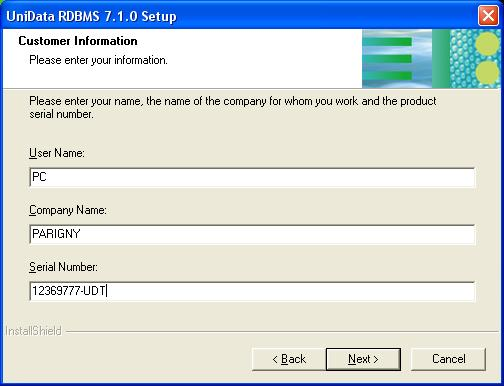 UniData RDBMS 7.1.0 Setup
Customer Information
Please enter your information.
Please enter your name, the name of the company for whom you work and the product
serial number.
User Name:
PC
Company Name:
PARIGNY
Serial Number:
12369777-UDT
InstallShield
< Back Next > Cancel